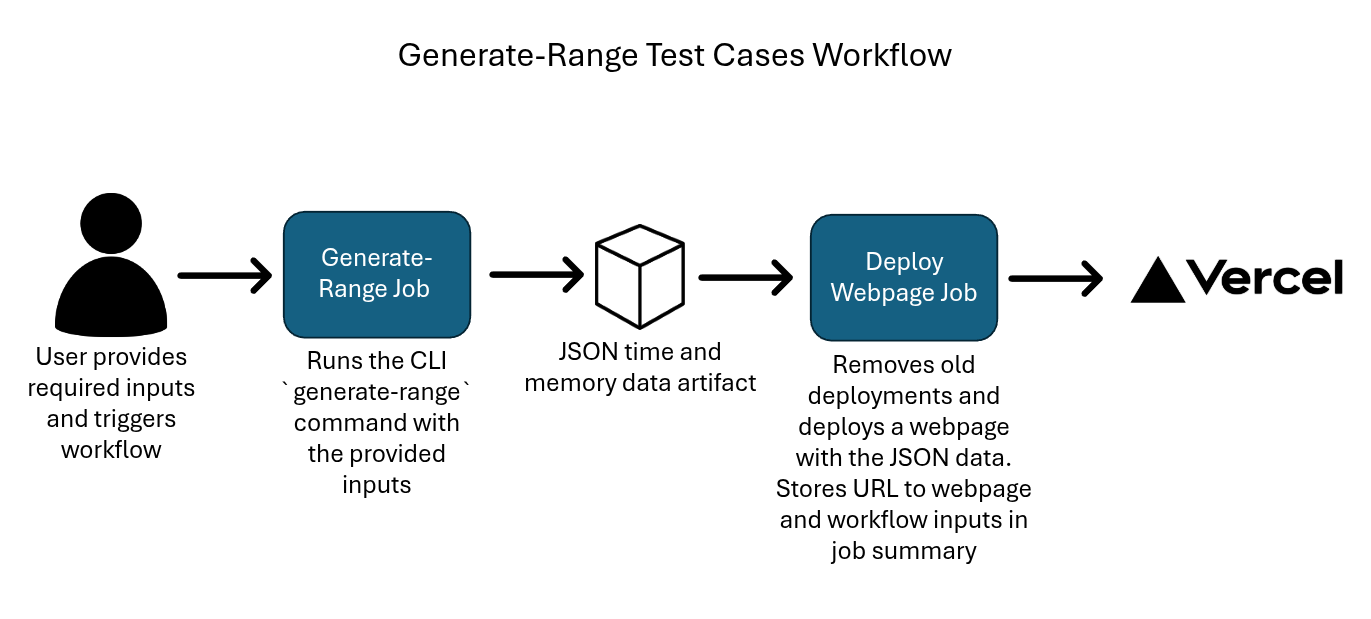 Generate-Range Test Cases Workflow
Generate-
Range Job
Deploy
Webpage Job
Vercel
User provides
required inputs
and triggers
workflow
Runs the CLI
`generate-range`
command with
the provided
inputs
JSON time and
memory data artifact
Removes old
deployments and
deploys a webpage
with the JSON data.
Stores URL to webpage
and workflow inputs in
job summary